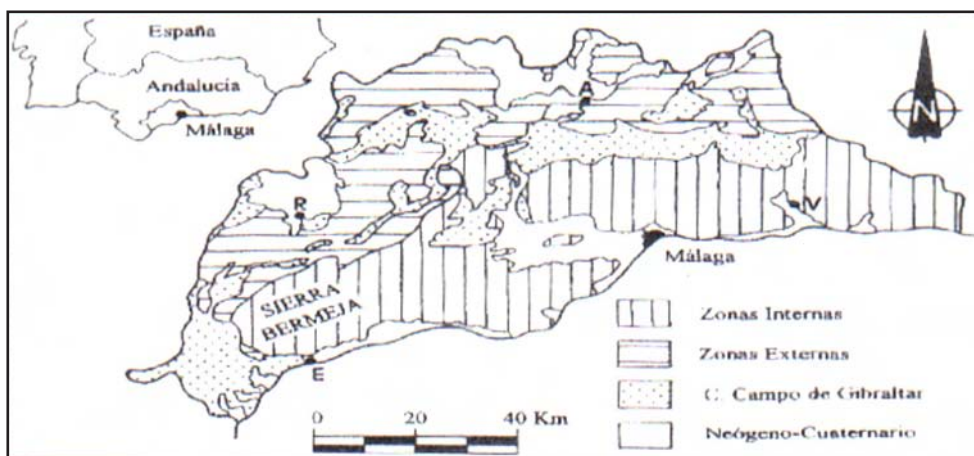 España
Andalucía
Málaga
N
A
R
V
Málaga
SIERRA
BERMEJA
E
Zonas Internas
Zonas Externas
C. Campo de Gibraltar
Neógeno-Cuaternario
0 20 40 Km